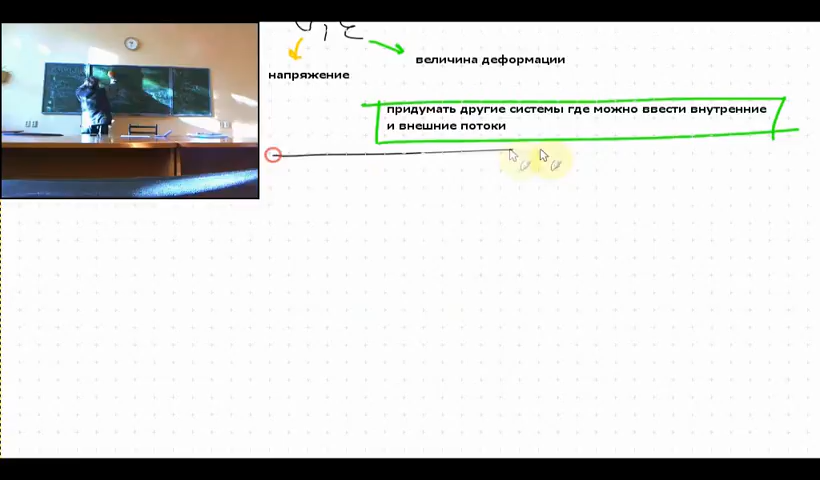 напряжение
величина деформации
придумать другие системы где можно ввести внутренние
и внешние потоки